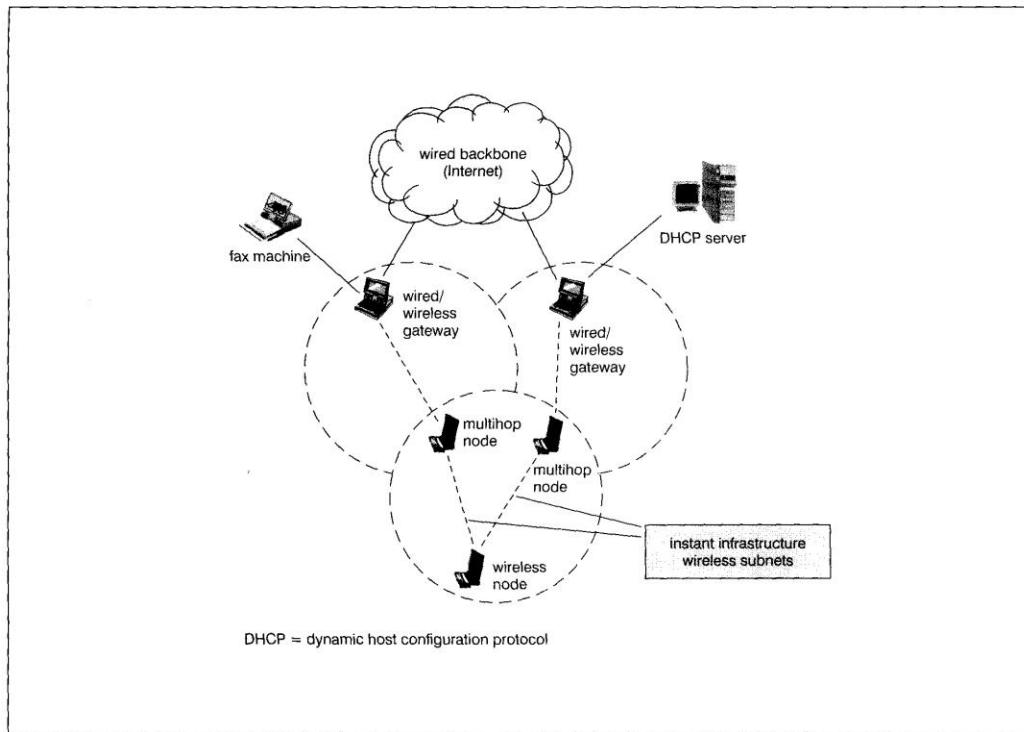 wired backbone
(Internet)
fax machine
DHCP server
wired/
wireless
gateway
wired/
wireless
gateway
multihop
node
multihop
node
instant infrastructure
wireless subnets
wireless
node
DHCP = dynamic host configuration protocol